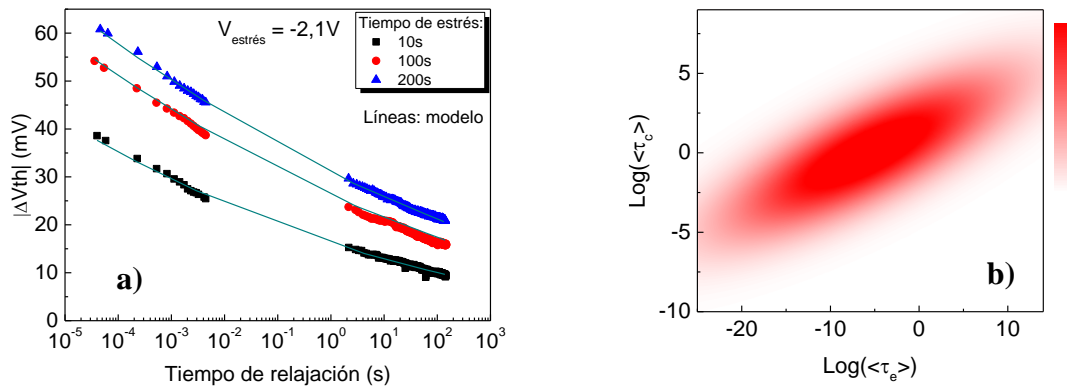 V_estrés = -2,1V
Tiempo de estrés:
10s
100s
200s
Líneas: modelo
|ΔVth| (mV)
60
50
40
30
20
10
0
a)
10^-5 10^-4 10^-3 10^-2 10^-1 10^0 10^1 10^2 10^3
Tiempo de relajación (s)
Log(<τ_c>)
5
0
-5
-10
b)
-20 -10 0 10
Log(<τ_e>)